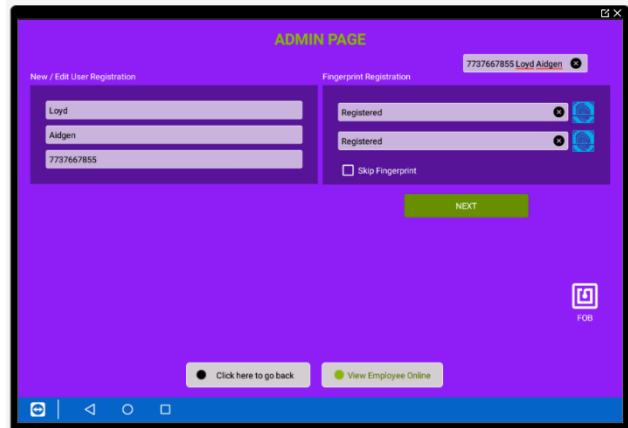 ADMIN PAGE
7737667855 Loyd Aidgen
New / Edit User Registration
Fingerprint Registration
Loyd
Aidgen
7737667855
Registered
Registered
Skip Fingerprint
NEXT
FOB
Click here to go back
View Employee Online